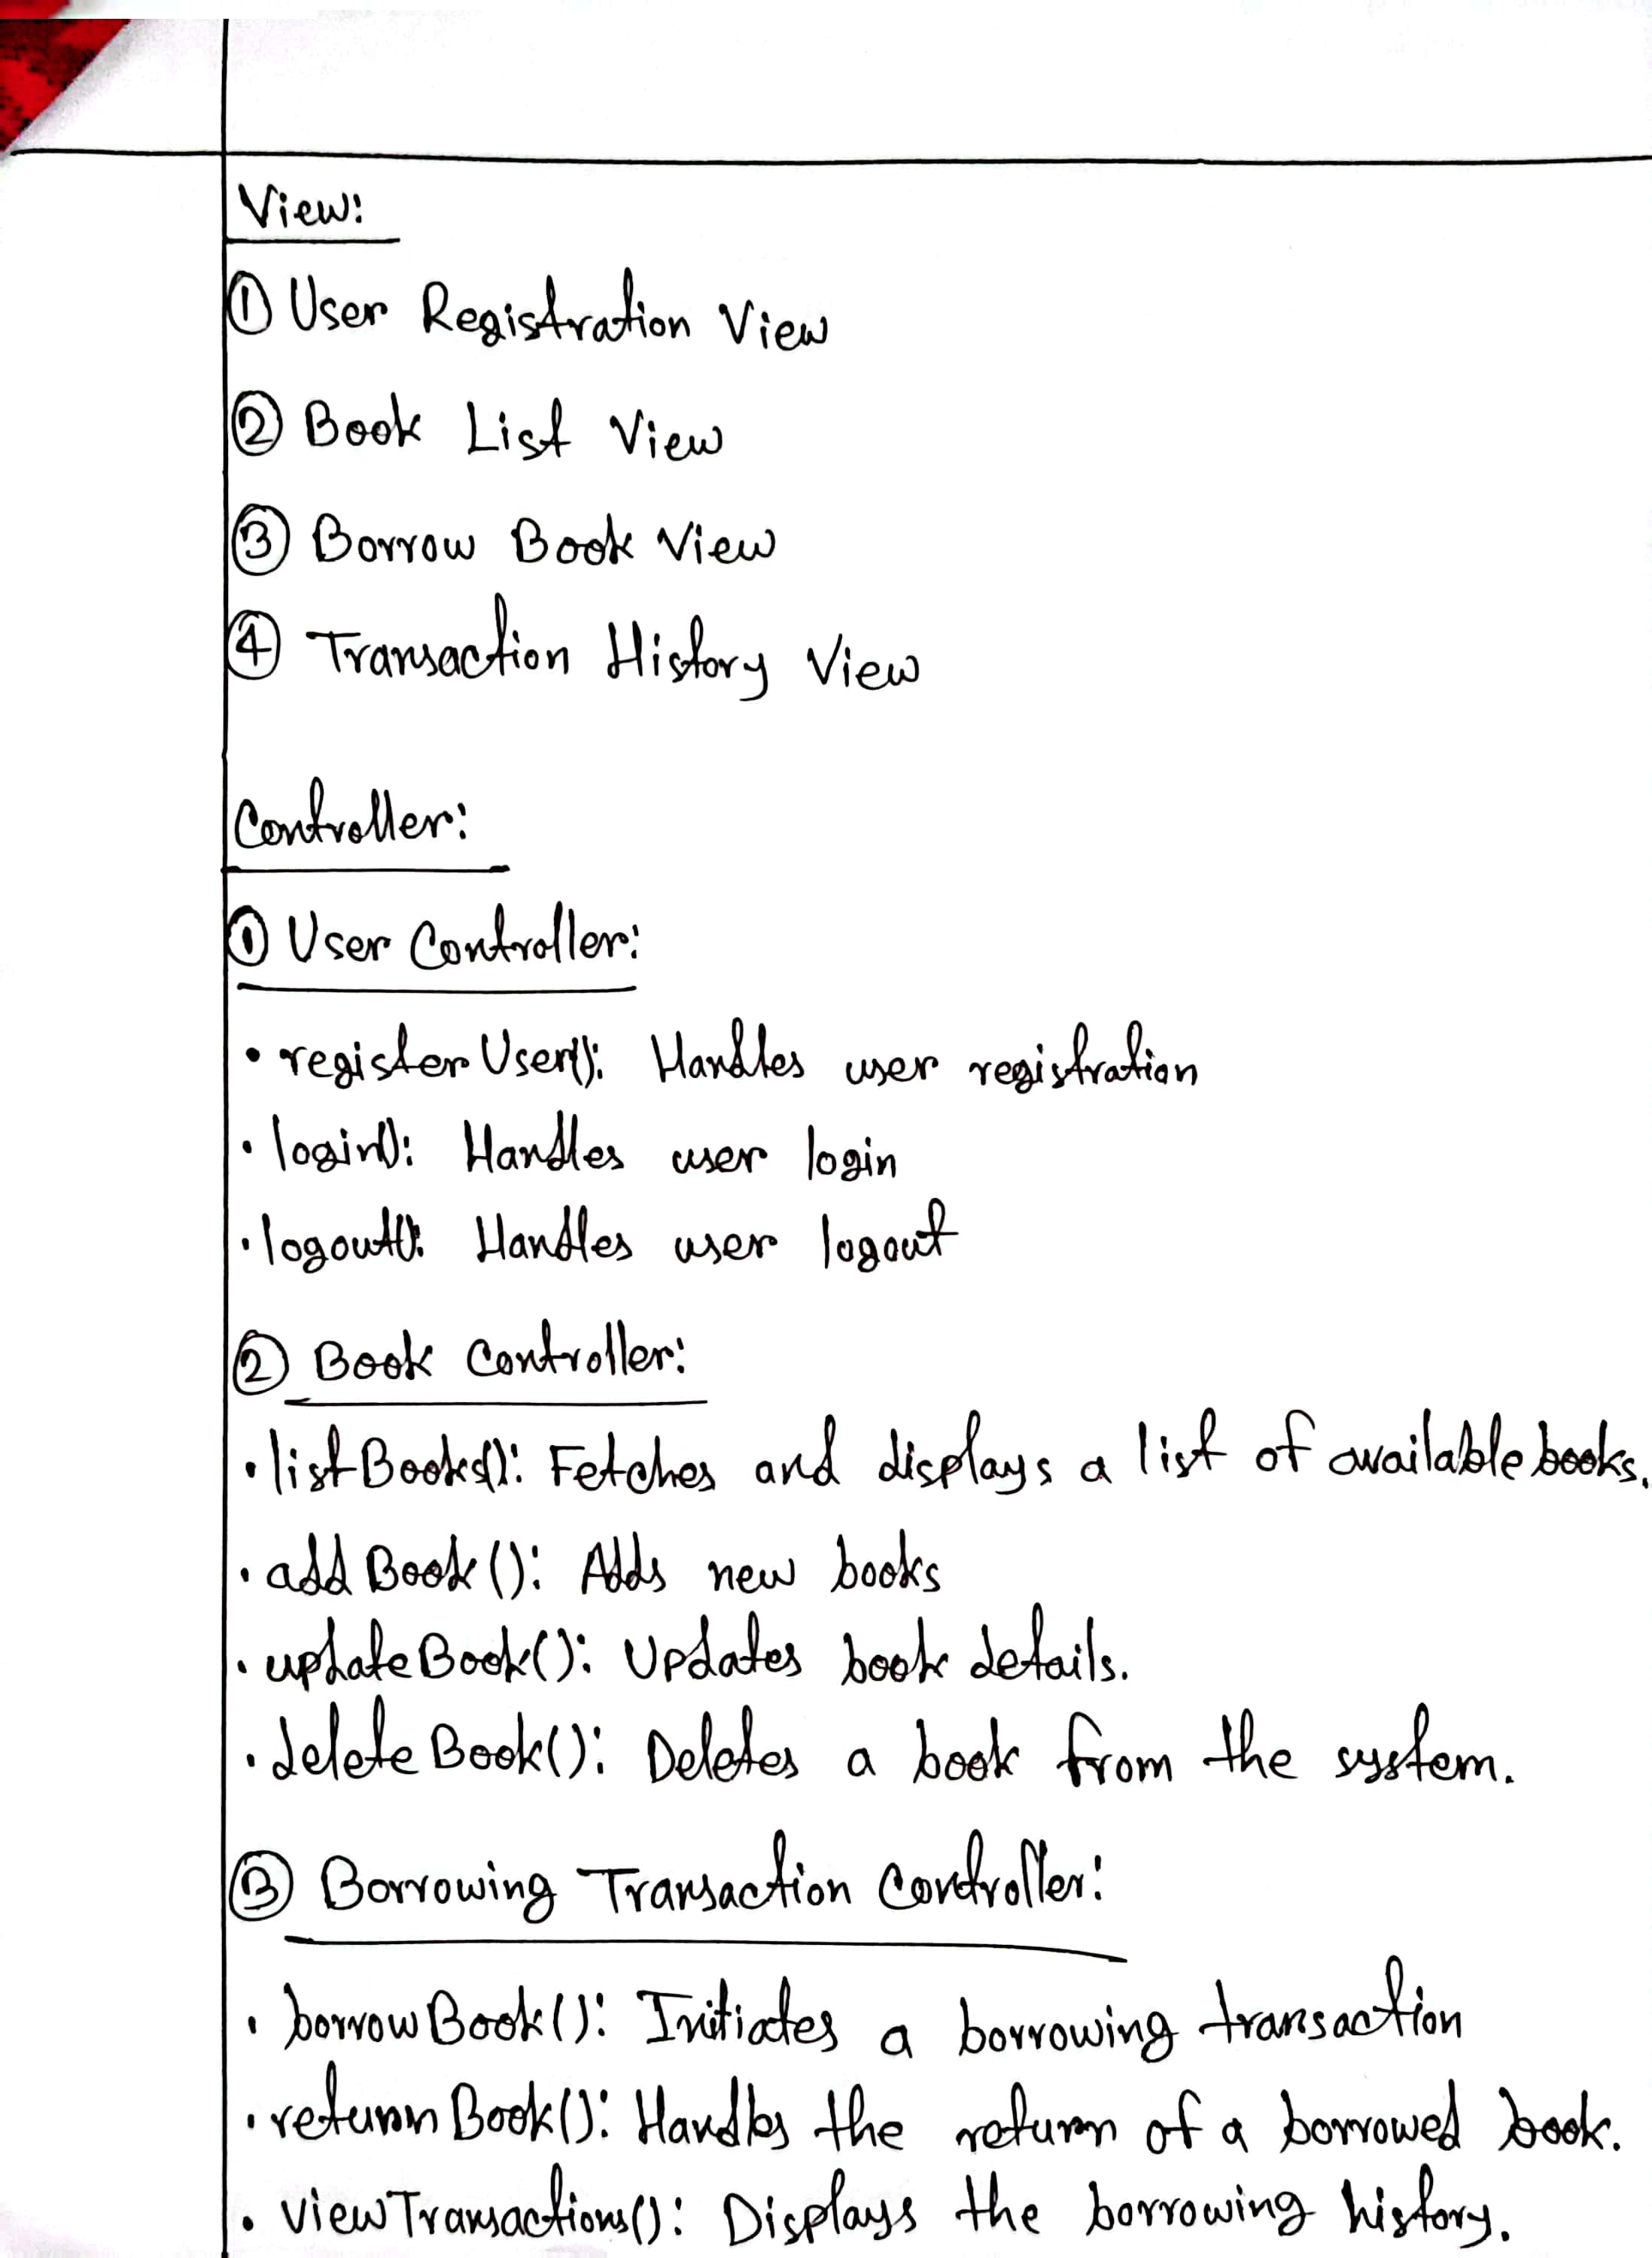 View:
① User Registration View
② Book List View
③ Borrow Book View
④ Transaction History View
Controller:
① User Controller:
• registerUser(): Handles user registration
• login(): Handles user login
• logout(): Handles user logout
② Book Controller:
• listBooks(): Fetches and displays a list of available books.
• addBook(): Adds new books
• updateBook(): Updates book details.
• deleteBook(): Deletes a book from the system.
③ Borrowing Transaction Controller:
• borrowBook(): Initiates a borrowing transaction
• returnBook(): Handles the return of a borrowed book.
• viewTransactions(): Displays the borrowing history.